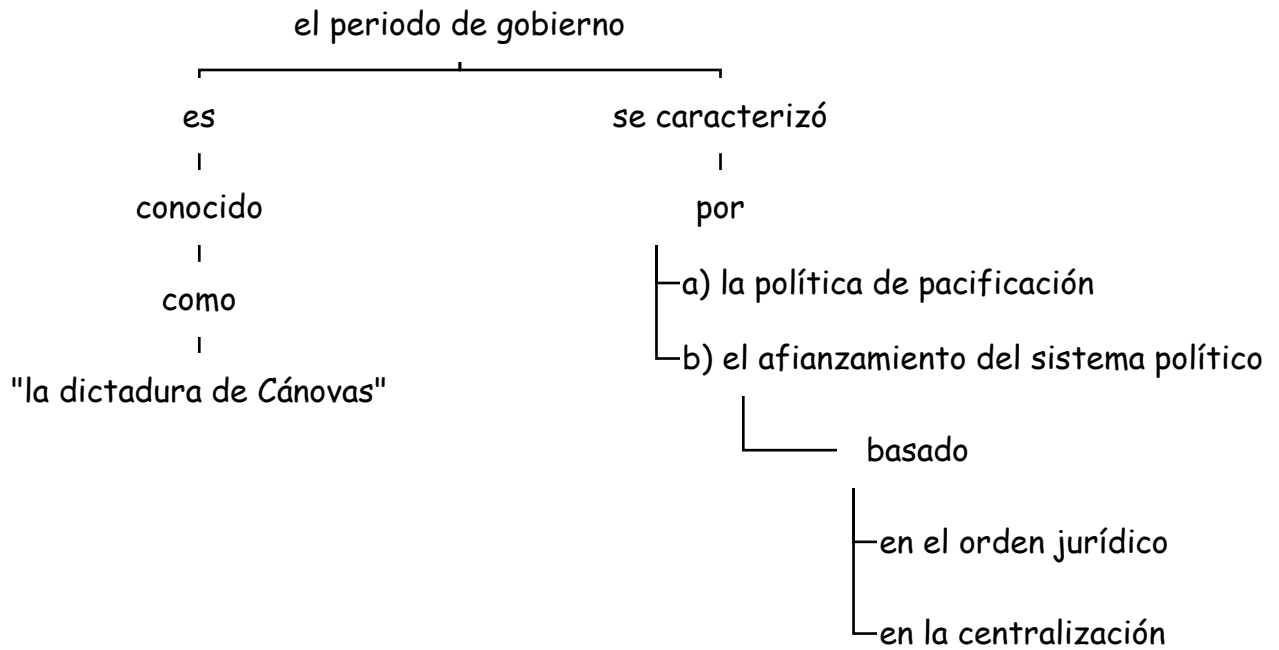 el periodo de gobierno
es
se caracterizó
conocido
por
como
a) la política de pacificación
"la dictadura de Cánovas"
b) el afianzamiento del sistema político
basado
en el orden jurídico
en la centralización